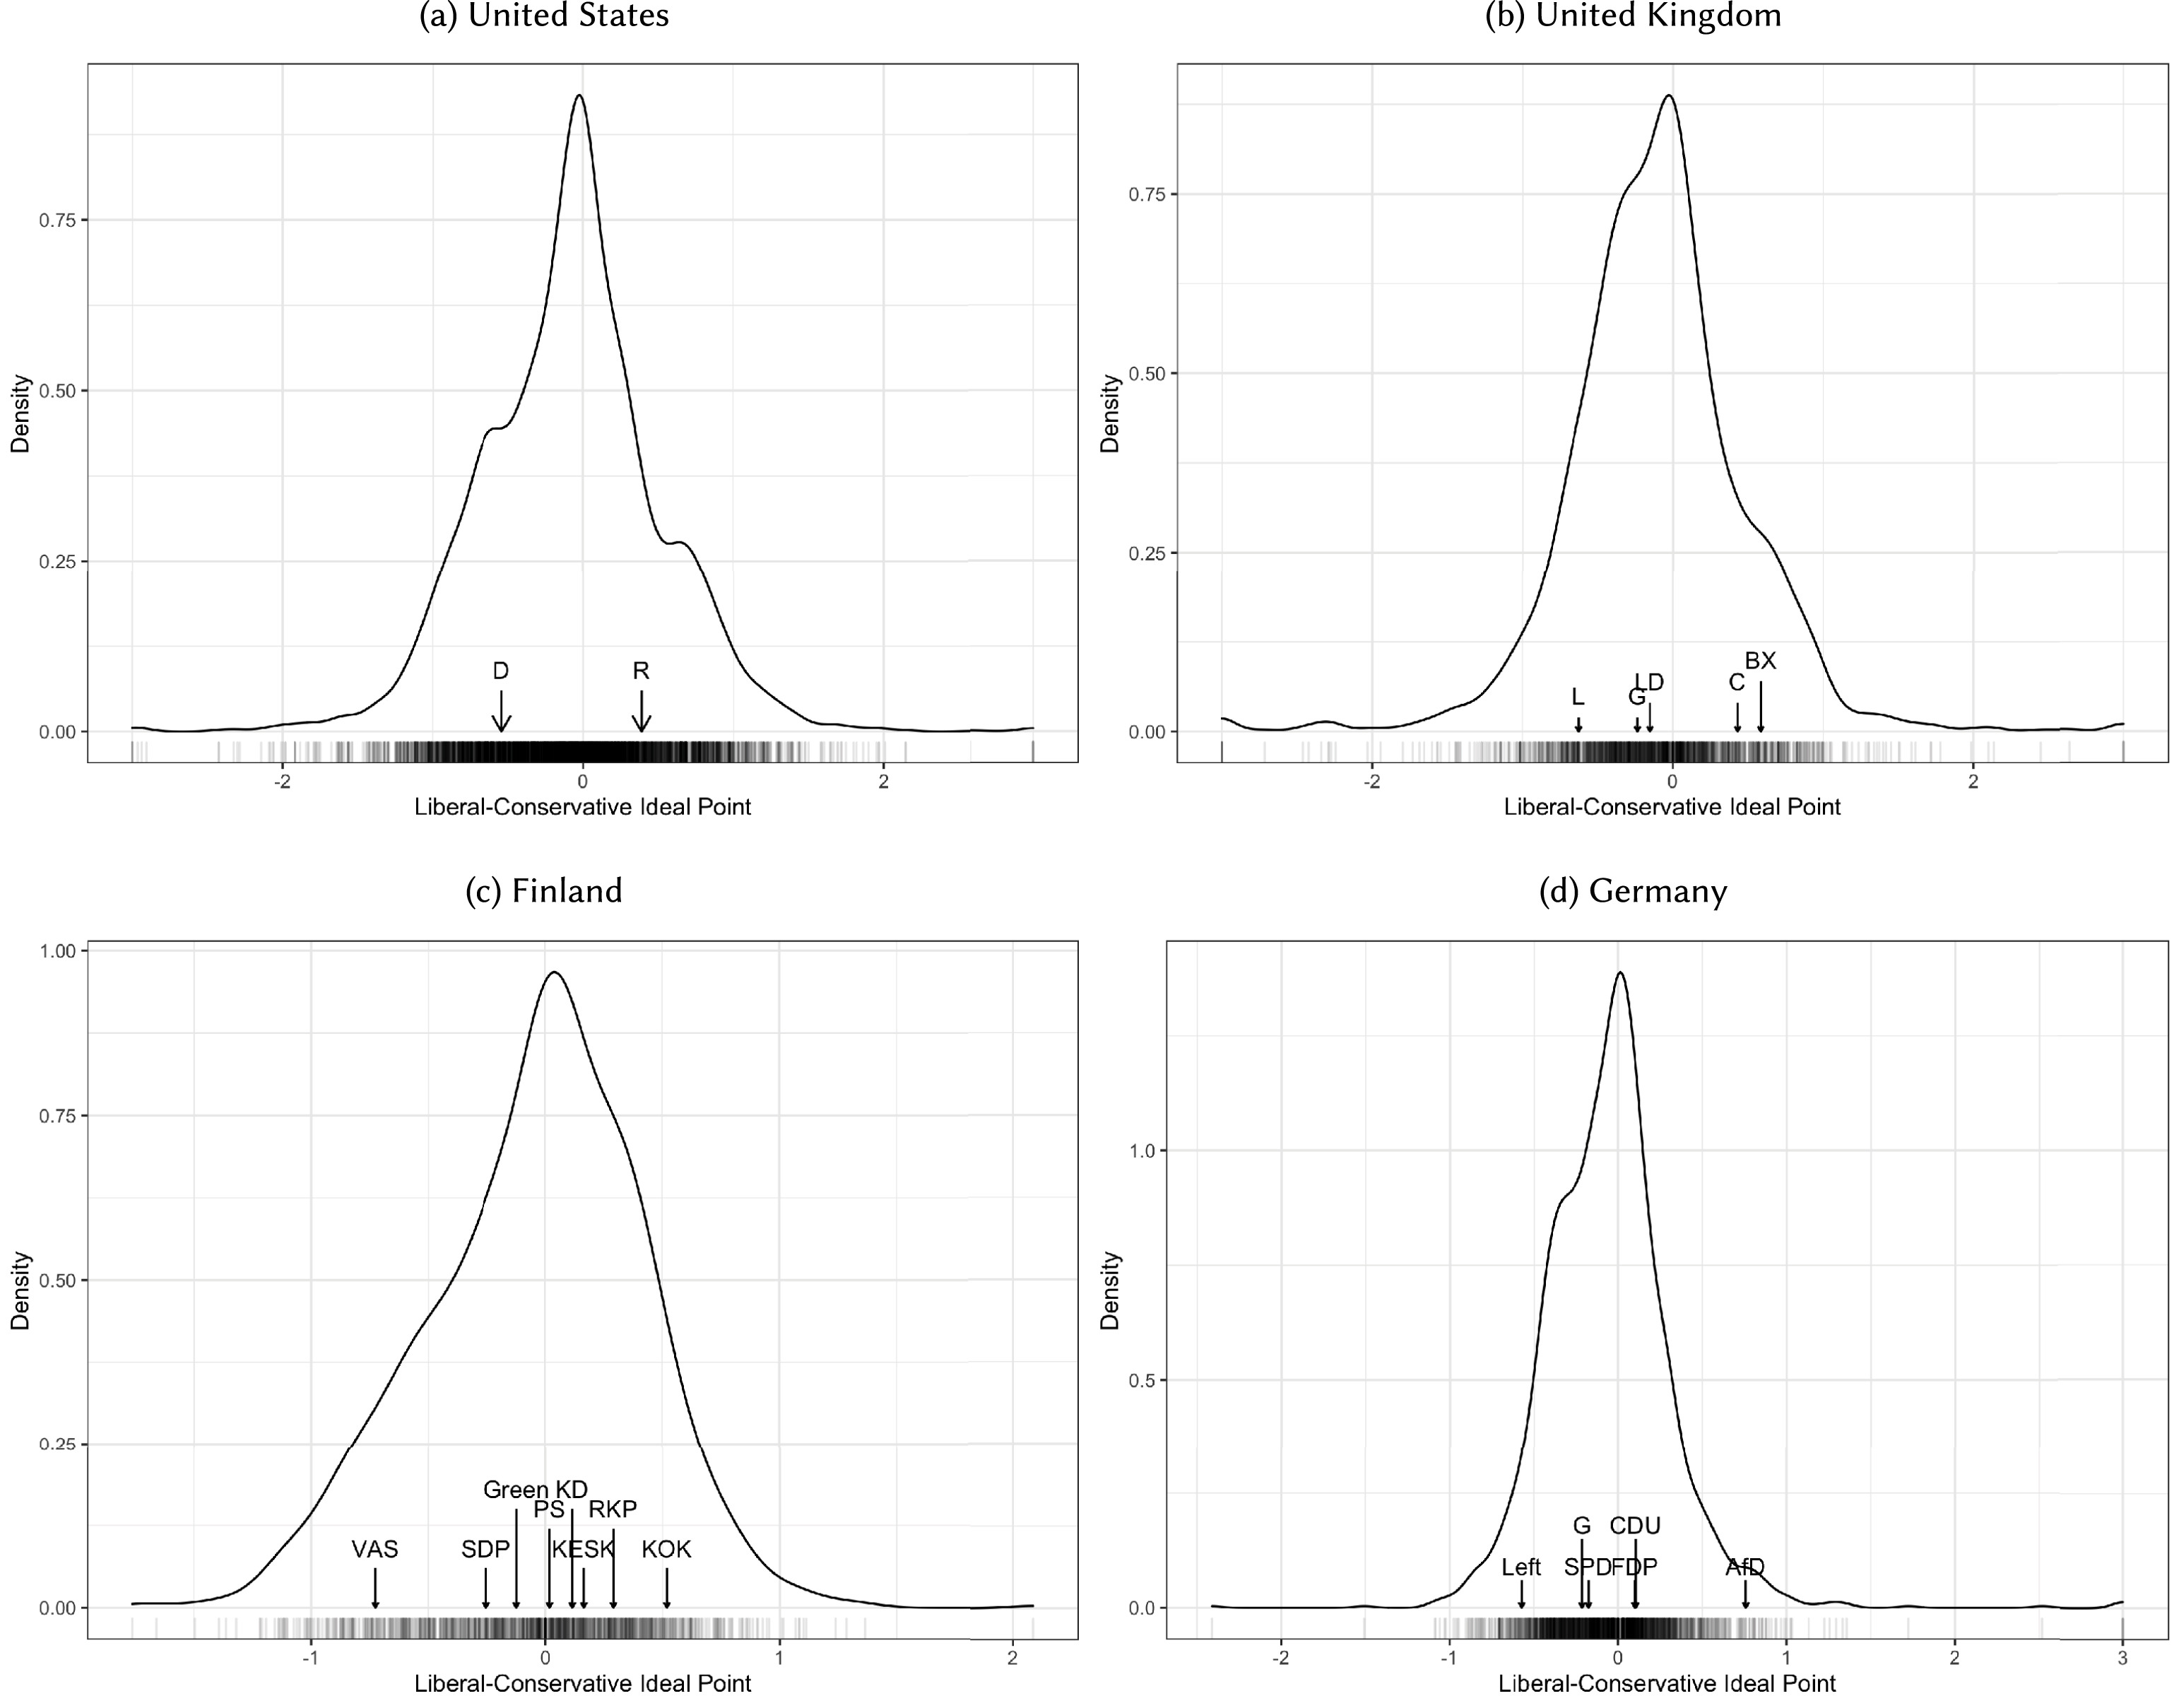 (a) United States
(b) United Kingdom
0.75
0.50
0.25
0.00
Density
D
R
-2
0
2
Liberal-Conservative Ideal Point
0.75
0.50
0.25
0.00
Density
L
G
LD
C
BX
-2
0
2
Liberal-Conservative Ideal Point
(c) Finland
(d) Germany
1.00
0.75
0.50
0.25
0.00
Density
Green KD
PS RKP
VAS SDP KESK KOK
-1
0
1
2
Liberal-Conservative Ideal Point
1.0
0.5
0.0
Density
G CDU
Left SPD FDP AfD
-2
-1
0
1
2
3
Liberal-Conservative Ideal Point